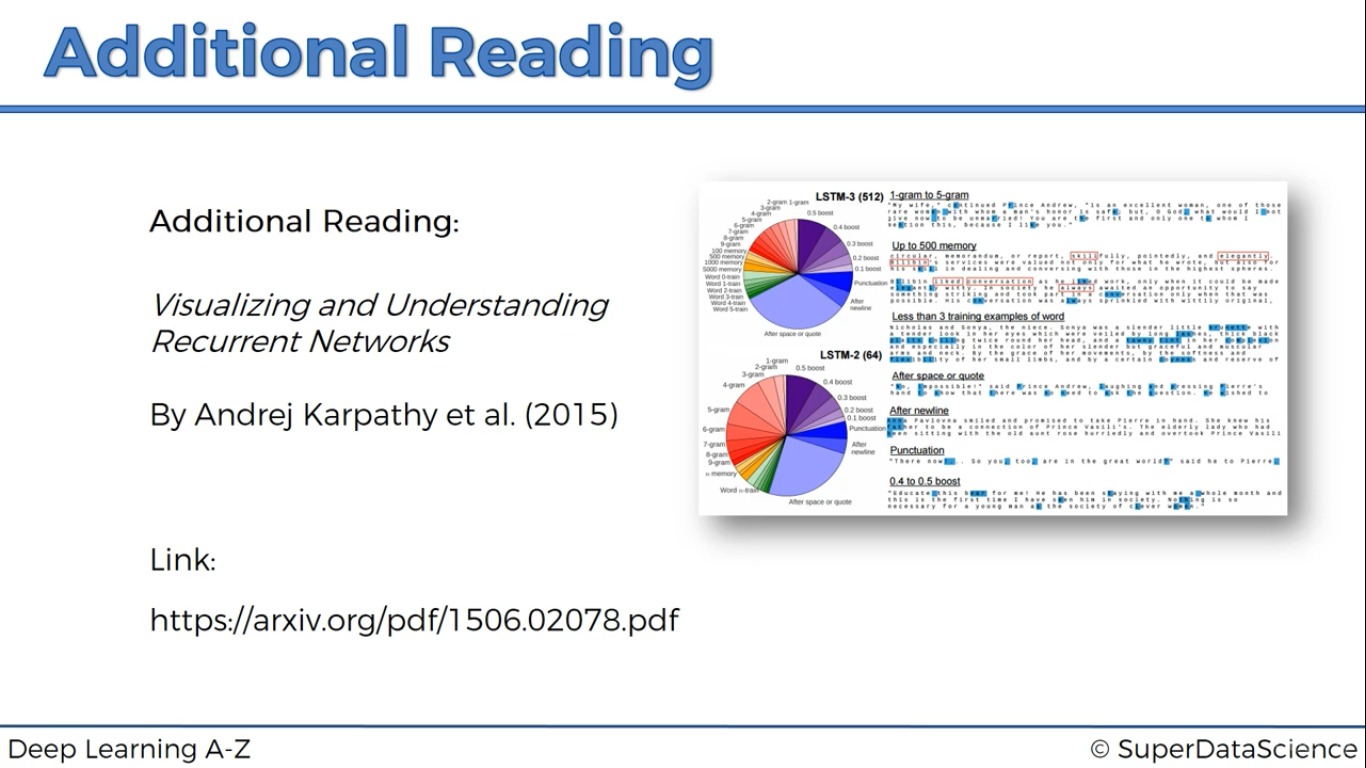 Additional Reading
Additional Reading:
Visualizing and Understanding
Recurrent Networks
By Andrej Karpathy et al. (2015)
Link:
https://arxiv.org/pdf/1506.02078.pdf
LSTM-3 (512)
2-gram 1-gram
3-gram
4-gram
5-gram
6-gram
7-gram
8-gram
9-gram
100 memory
500 memory
1000 memory
5000 memory
Word 0-train
Word 1-train
Word 2-train
Word 3-train
Word 4-train
Word 5-train
0.5 boost
0.4 boost
0.3 boost
0.2 boost
0.1 boost
Punctuation
After
newline
After space or quote
LSTM-2 (64)
1-gram
2-gram
3-gram
4-gram
5-gram
6-gram
7-gram
8-gram
9-gram
n memory
Word n-train
0.5 boost
0.4 boost
0.3 boost
0.2 boost
0.1 boost
Punctuation
After
newline
After space or quote
1-gram to 5-gram
"My wife," continued Prince Andrew, "is an excellent woman, one of those
rare women with whom a man's honor is safe, but, O God, what would I not
give now to be unmarried! You are the first and only one to whom I
mention this, because I like you."
Up to 500 memory
circular, memorandum, or report, skillfully, pointedly, and elegantly.
Bilibin's services were valued not only for what he wrote, but also for
his skill in dealing and conversing with those in the highest spheres.
Bilibin liked conversation as he liked work, only when it could be made
elegantly witty. In society he always awaited an opportunity to say
something striking and took part in a conversation only when that was
possible. His conversation was always sprinkled with wittily original,
Less than 3 training examples of word
Nicholas and Sonya, the niece. Sonya was a slender little brunette with
a tender look in her eyes which were veiled by long lashes, thick black
plaits coiling twice round her head, and a tawny tint in her complexion
and especially in the color of her slender but graceful and muscular
arms and neck. By the grace of her movements, by the softness and
flexibility of her small limbs, and by a certain coyness and reserve of
After space or quote
"No, impossible!" said Prince Andrew, laughing and pressing Pierre's
hand to show that there was no need to ask the question. He wished to
After newline
Anna Pavlovna smiled and promised to take Pierre in hand. She knew his
father to be a connection of Prince Vasili's. The elderly lady who had
been sitting with the old aunt rose hurriedly and overtook Prince Vasili
Punctuation
"There now... So you, too, are in the great world?" said he to Pierre.
0.4 to 0.5 boost
"Educate this bear for me! He has been staying with me a whole month and
this is the first time I have seen him in society. Nothing is so
necessary for a young man as the society of clever women."
Deep Learning A-Z
© SuperDataScience